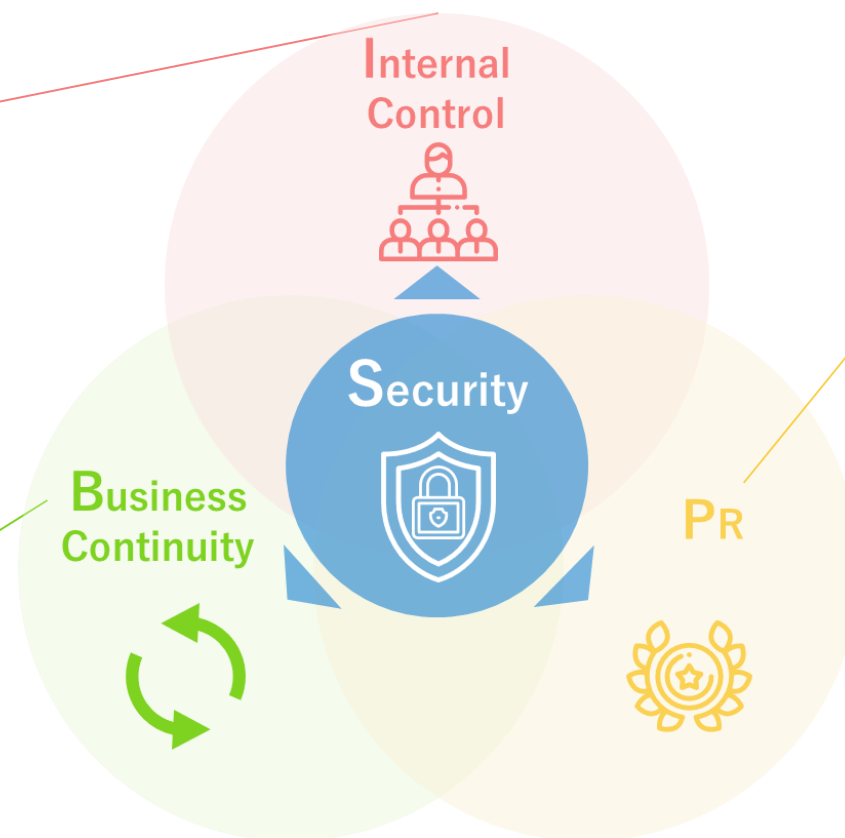 Internal
Control
Security
Business
Continuity
PR